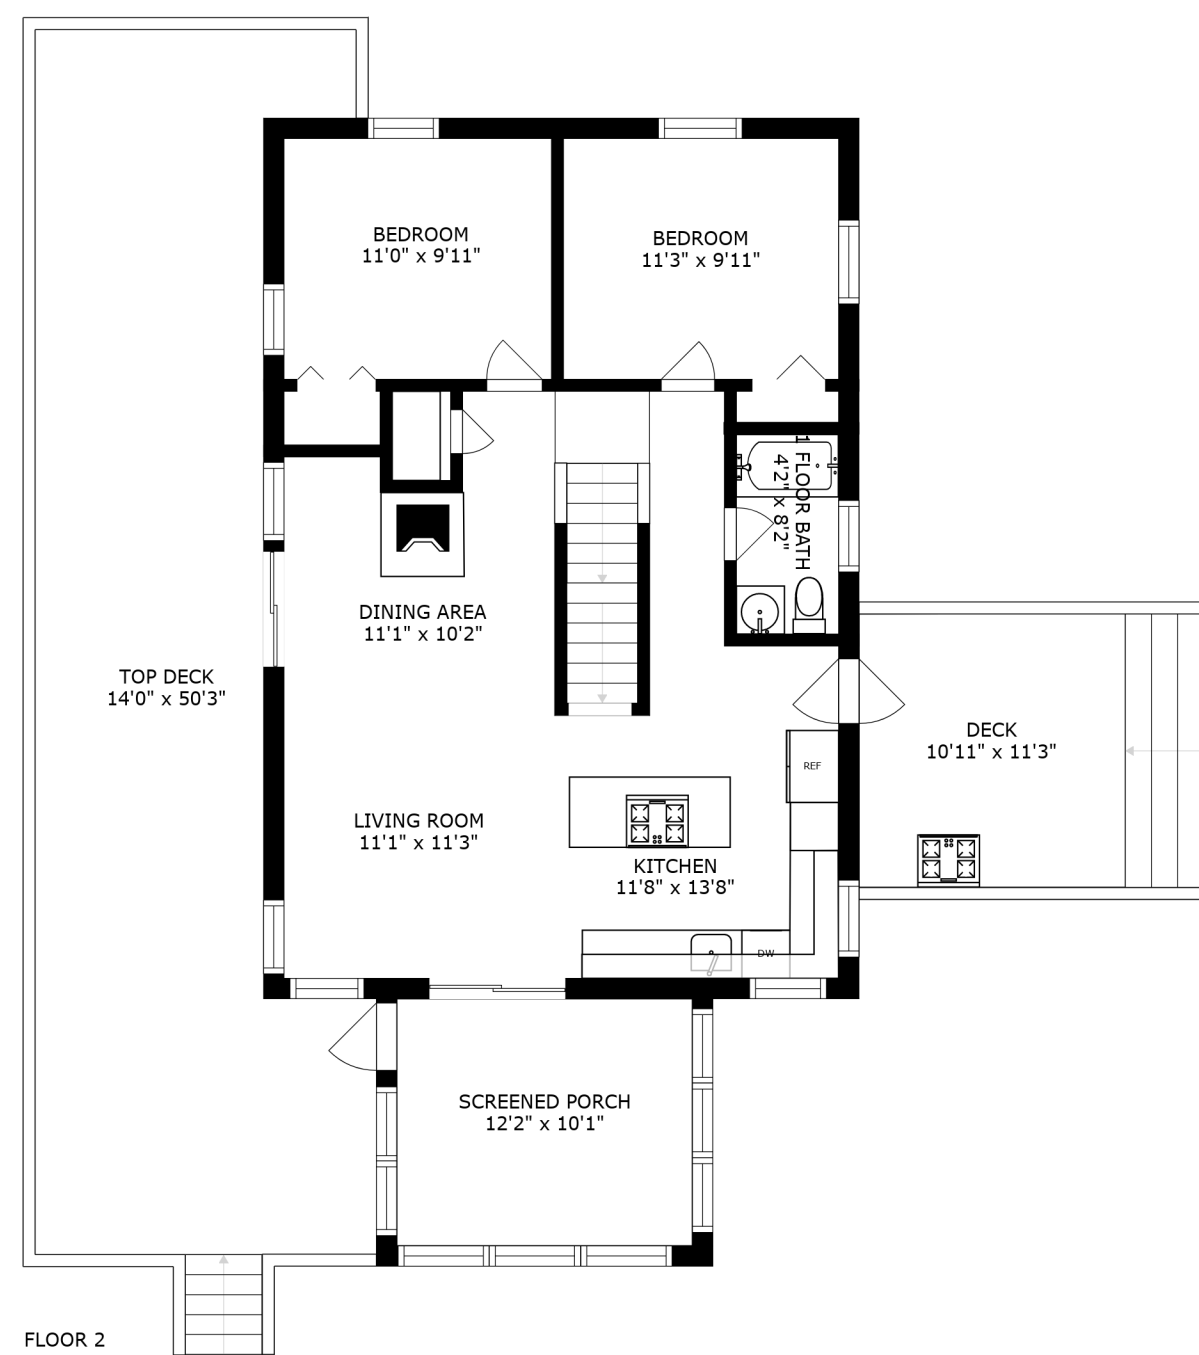 BEDROOM
11'0" x 9'11"
BEDROOM
11'3" x 9'11"
1 FLOOR BATH
4'2" x 8'2"
DINING AREA
11'1" x 10'2"
TOP DECK
14'0" x 50'3"
DECK
10'11" x 11'3"
REF
LIVING ROOM
11'1" x 11'3"
KITCHEN
11'8" x 13'8"
DW
SCREENED PORCH
12'2" x 10'1"
FLOOR 2